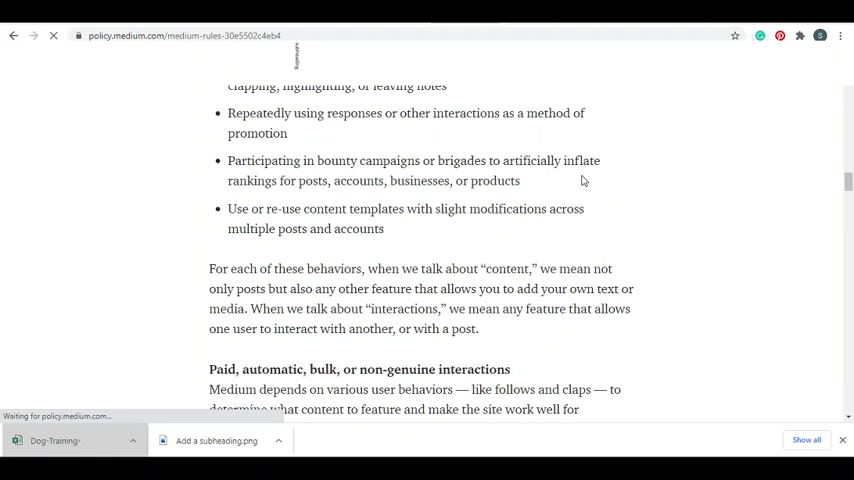 policy.medium.com/medium-rules-30e5502c4eb4
S
subheading
clapping, highlighting, or leaving notes
• Repeatedly using responses or other interactions as a method of
promotion
• Participating in bounty campaigns or brigades to artificially inflate
rankings for posts, accounts, businesses, or products
• Use or re-use content templates with slight modifications across
multiple posts and accounts
For each of these behaviors, when we talk about “content,” we mean not
only posts but also any other feature that allows you to add your own text or
media. When we talk about “interactions,” we mean any feature that allows
one user to interact with another, or with a post.
Paid, automatic, bulk, or non-genuine interactions
Medium depends on various user behaviors — like follows and claps — to
determine what content to feature and make the site work well for
Waiting for policy.medium.com...
Dog-Training-
Add a subheading.png
Show all